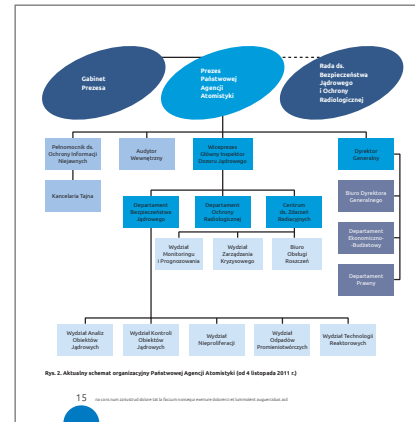 Gabinet
Prezesa
Prezes
Państwowej
Agencji
Atomistyki
Rada ds.
Bezpieczeństwa
Jądrowego
i Ochrony
Radiologicznej
Pełnomocnik ds.
Ochrony Informacji
Niejawnych
Audytor
Wewnętrzny
Wiceprezes
Główny Inspektor
Dozoru Jądrowego
Dyrektor
Generalny
Kancelaria Tajna
Departament
Bezpieczeństwa
Jądrowego
Departament
Ochrony
Radiologicznej
Centrum
ds. Zdarzeń
Radiacyjnych
Biuro Dyrektora
Generalnego
Wydział
Monitoringu
i Prognozowania
Wydział
Zarządzania
Kryzysowego
Biuro
Obsługi
Roszczeń
Departament
Ekonomiczno-
-Budżetowy
Departament
Prawny
Wydział Analiz
Obiektów
Jądrowych
Wydział Kontroli
Obiektów
Jądrowych
Wydział
Nieproliferacji
Wydział
Odpadów
Promieniotwórczych
Wydział Technologii
Reaktorowych
Rys. 2. Aktualny schemat organizacyjny Państwowej Agencji Atomistyki (od 4 listopada 2011 r.)
15